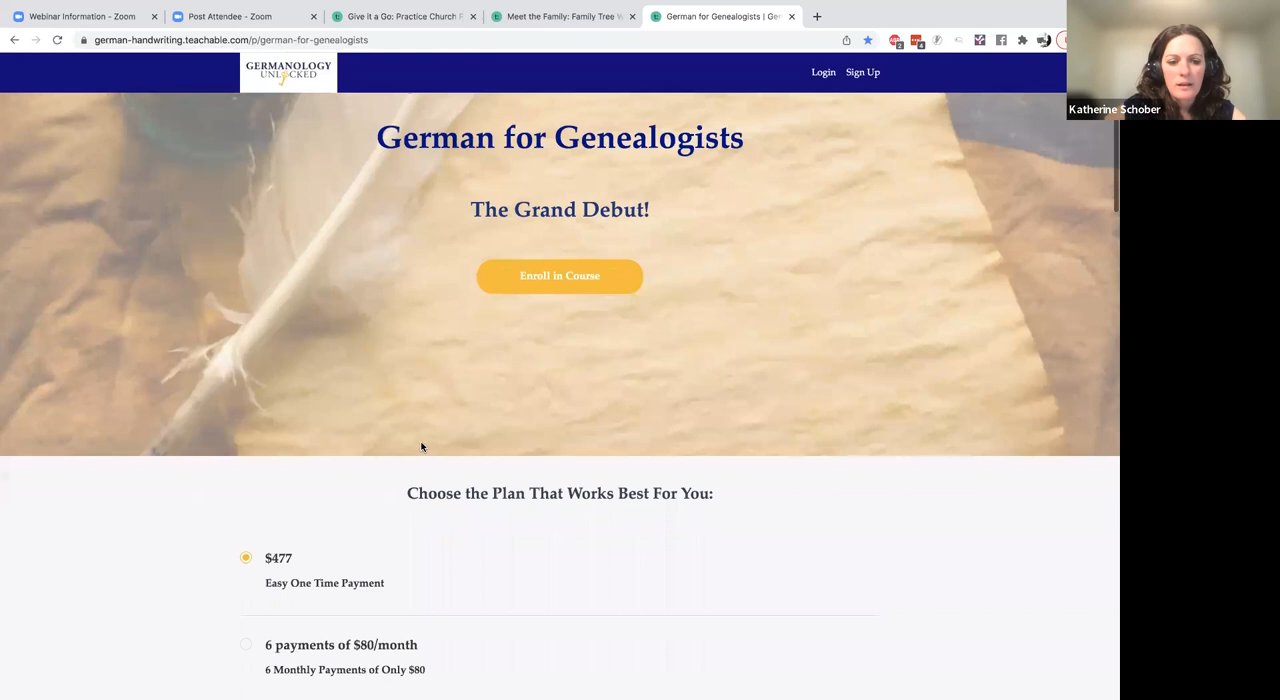 Webinar Information - Zoom
Post Attendee - Zoom
Give it a Go: Practice Church
Meet the Family: Family Tree
German for Genealogists | Ger
german-handwriting.teachable.com/p/german-for-genealogists
2
4
GERMANOLOGY
UNLOCKED
Login Sign Up
Katherine Schober
German for Genealogists
The Grand Debut!
Enroll in Course
Choose the Plan That Works Best For You:
$477
Easy One Time Payment
6 payments of $80/month
6 Monthly Payments of Only $80